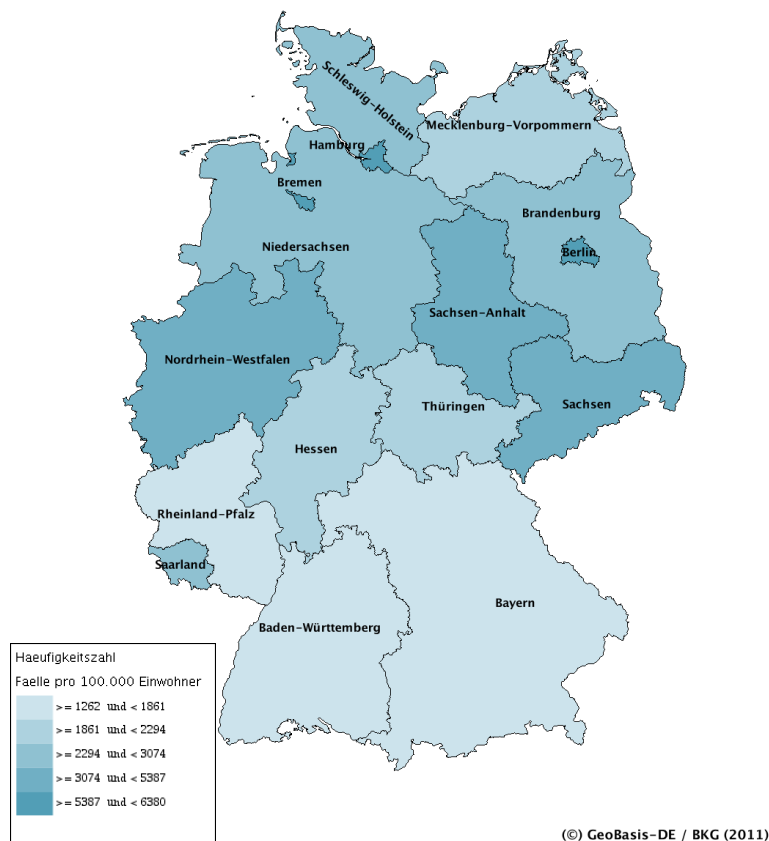 Schleswig-Holstein
Mecklenburg-Vorpommern
Hamburg
Bremen
Brandenburg
Niedersachsen
Berlin
Sachsen-Anhalt
Nordrhein-Westfalen
Thüringen
Sachsen
Hessen
Rheinland-Pfalz
Saarland
Bayern
Baden-Württemberg
Haeufigkeitszahl
Faelle pro 100.000 Einwohner
>= 1262 und < 1861
>= 1861 und < 2294
>= 2294 und < 3074
>= 3074 und < 5387
>= 5387 und < 6380
(©) GeoBasis-DE / BKG (2011)